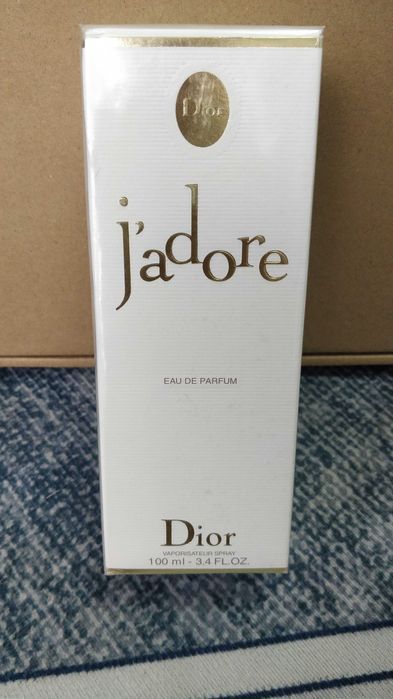 Dior
j'adore
EAU DE PARFUM
Dior
VAPORISATEUR SPRAY
100 ml - 3.4 FL.OZ.